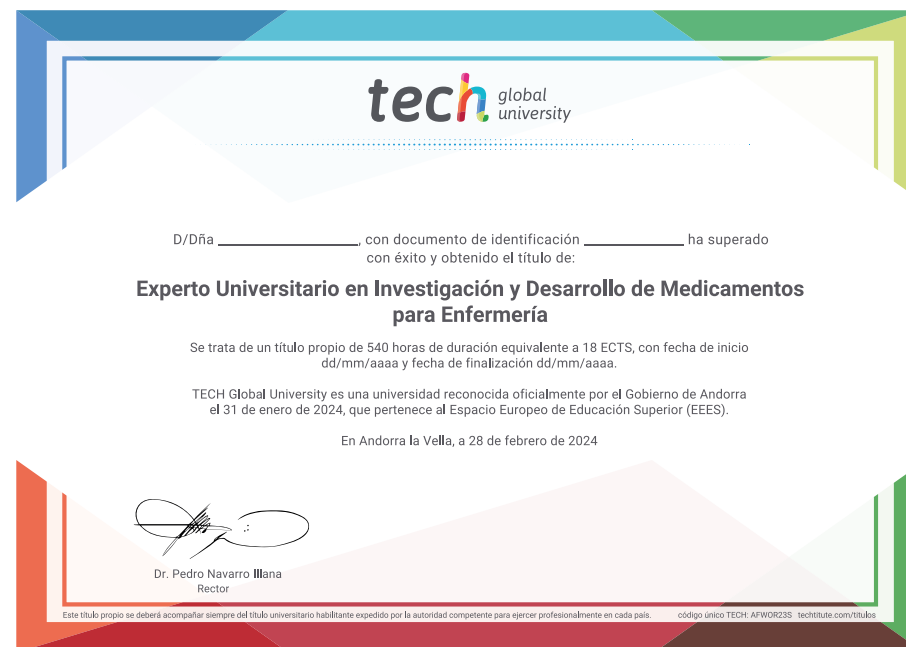 tech global university
D/Dña ____________________, con documento de identificación ______________ ha superado
con éxito y obtenido el título de:
Experto Universitario en Investigación y Desarrollo de Medicamentos
para Enfermería
Se trata de un título propio de 540 horas de duración equivalente a 18 ECTS, con fecha de inicio
dd/mm/aaaa y fecha de finalización dd/mm/aaaa.
TECH Global University es una universidad reconocida oficialmente por el Gobierno de Andorra
el 31 de enero de 2024, que pertenece al Espacio Europeo de Educación Superior (EEES).
En Andorra la Vella, a 28 de febrero de 2024
Dr. Pedro Navarro Illana
Rector
Este título propio se deberá acompañar siempre del título universitario habilitante expedido por la autoridad competente para ejercer profesionalmente en cada país. código único TECH: AFWOR23S techtitute.com/titulos